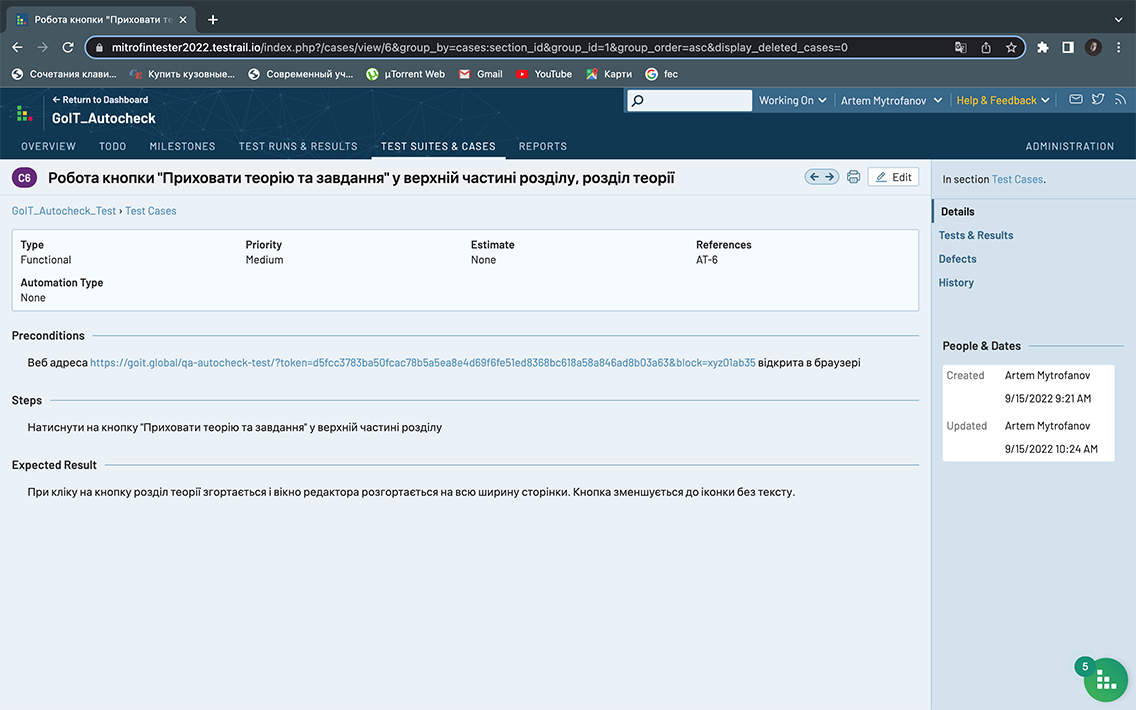 Робота кнопки "Приховати те
mitrofintester2022.testrail.io/index.php?/cases/view/6&group_by=cases:section_id&group_id=1&group_order=asc&display_deleted_cases=0
Сочетания клави... Купить кузовные... Современный уч... µTorrent Web Gmail YouTube Карти fec
← Return to Dashboard
GoIT_Autocheck
Working On Artem Mytrofanov Help & Feedback
OVERVIEW TODO MILESTONES TEST RUNS & RESULTS TEST SUITES & CASES REPORTS ADMINISTRATION
C6 Робота кнопки "Приховати теорію та завдання" у верхній частині розділу, розділ теорії Edit
GoIT_Autocheck_Test › Test Cases
Type Priority Estimate References
Functional Medium None AT-6
Automation Type
None
Preconditions
Веб адреса https://goit.global/qa-autocheck-test/?token=d5fcc3783ba50fcac78b5a5ea8e4d69f6fe51ed8368bc618a58a846ad8b03a63&block=xyz01ab35 відкрита в браузері
Steps
Натиснути на кнопку "Приховати теорію та завдання" у верхній частині розділу
Expected Result
При кліку на кнопку розділ теорії згортається і вікно редактора розгортається на всю ширину сторінки. Кнопка зменшується до іконки без тексту.
In section Test Cases.
Details
Tests & Results
Defects
History
People & Dates
Created Artem Mytrofanov
9/15/2022 9:21 AM
Updated Artem Mytrofanov
9/15/2022 10:24 AM
5